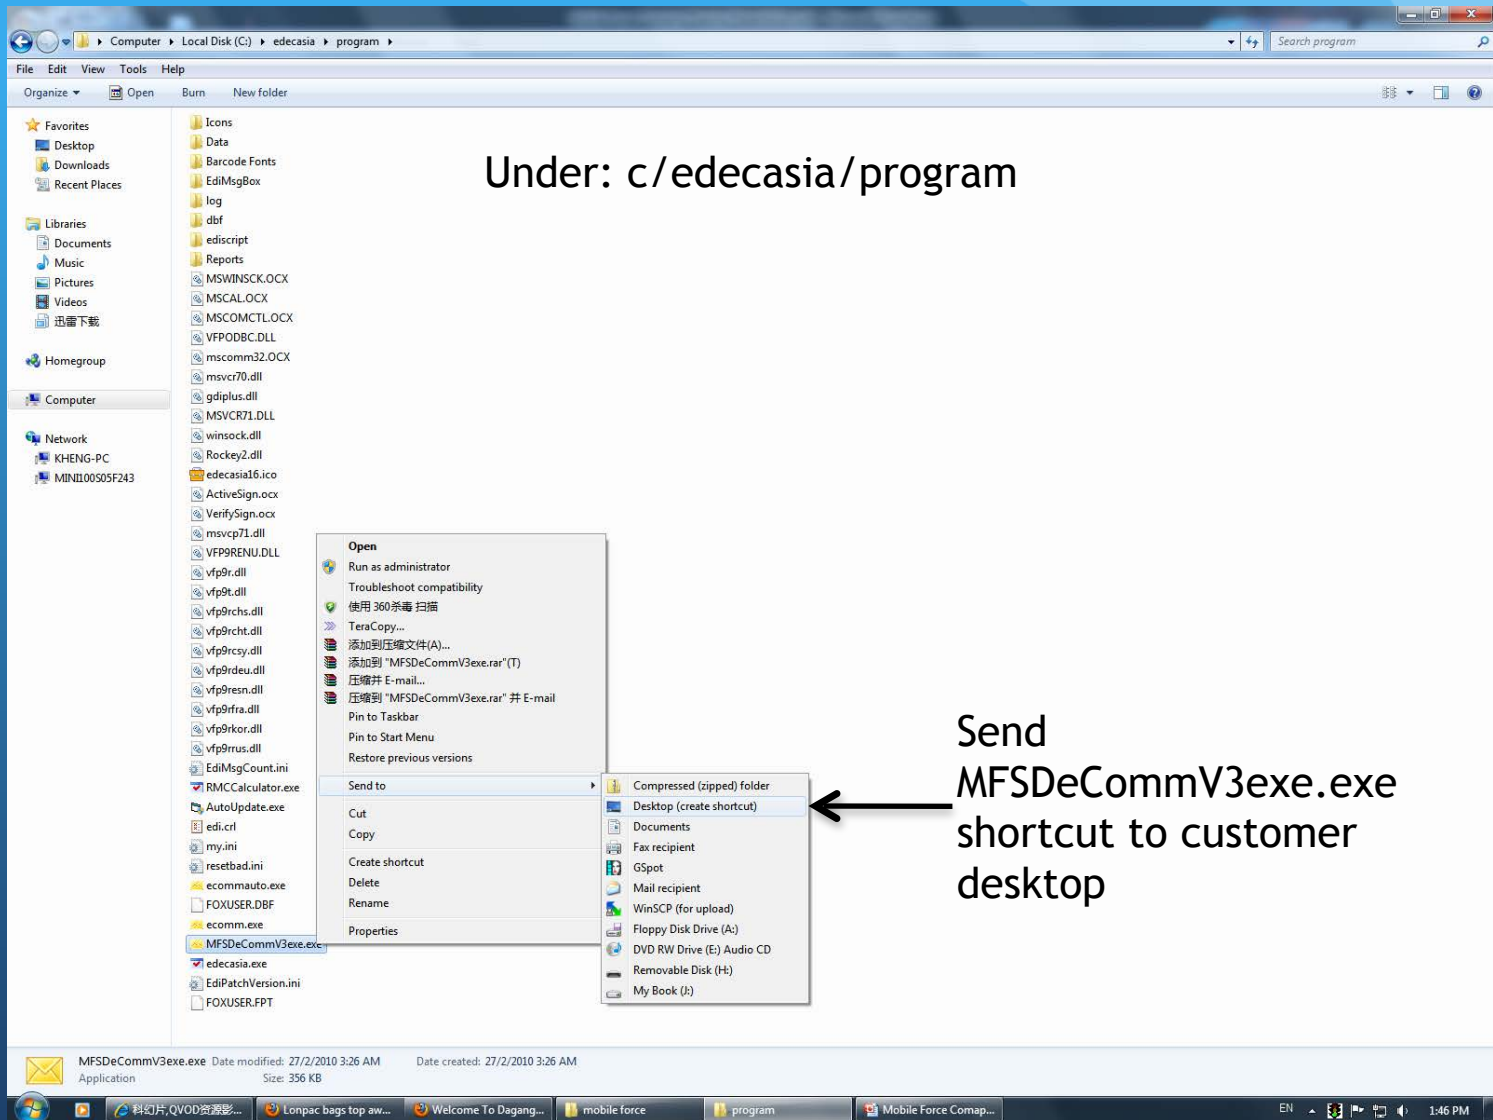 Computer ▸ Local Disk (C:) ▸ edecasia ▸ program ▸
Search program
File Edit View Tools Help
Organize Open Burn New folder
Favorites
Desktop
Downloads
Recent Places
Libraries
Documents
Music
Pictures
Videos
迅雷下载
Homegroup
Computer
Network
KHENG-PC
MINI100S05F243
Icons
Data
Barcode Fonts
EdiMsgBox
log
dbf
ediscript
Reports
MSWINSCK.OCX
MSCAL.OCX
MSCOMCTL.OCX
VFPODBC.DLL
mscomm32.OCX
msvcr70.dll
gdiplus.dll
MSVCR71.DLL
winsock.dll
Rockey2.dll
edecasia16.ico
ActiveSign.ocx
VerifySign.ocx
msvcp71.dll
VFP9RENU.DLL
vfp9r.dll
vfp9t.dll
vfp9rchs.dll
vfp9rcht.dll
vfp9rcsy.dll
vfp9rdeu.dll
vfp9resn.dll
vfp9rfra.dll
vfp9rkor.dll
vfp9rrus.dll
EdiMsgCount.ini
RMCCalculator.exe
AutoUpdate.exe
edi.crl
my.ini
resetbad.ini
ecommauto.exe
FOXUSER.DBF
ecomm.exe
MFSDeCommV3exe.exe
edecasia.exe
EdiPatchVersion.ini
FOXUSER.FPT
Under: c/edecasia/program
Open
Run as administrator
Troubleshoot compatibility
使用 360杀毒 扫描
TeraCopy...
添加到压缩文件(A)...
添加到 "MFSDeCommV3exe.rar"(T)
压缩并 E-mail...
压缩到 "MFSDeCommV3exe.rar" 并 E-mail
Pin to Taskbar
Pin to Start Menu
Restore previous versions
Send to
Cut
Copy
Create shortcut
Delete
Rename
Properties
Compressed (zipped) folder
Desktop (create shortcut)
Documents
Fax recipient
GSpot
Mail recipient
WinSCP (for upload)
Floppy Disk Drive (A:)
DVD RW Drive (E:) Audio CD
Removable Disk (H:)
My Book (J:)
Send
MFSDeCommV3exe.exe
shortcut to customer
desktop
MFSDeCommV3exe.exe Date modified: 27/2/2010 3:26 AM Date created: 27/2/2010 3:26 AM
Application Size: 356 KB
科幻片,QVOD资源影... Lonpac bags top aw... Welcome To Dagang... mobile force program Mobile Force Comap... EN 1:46 PM